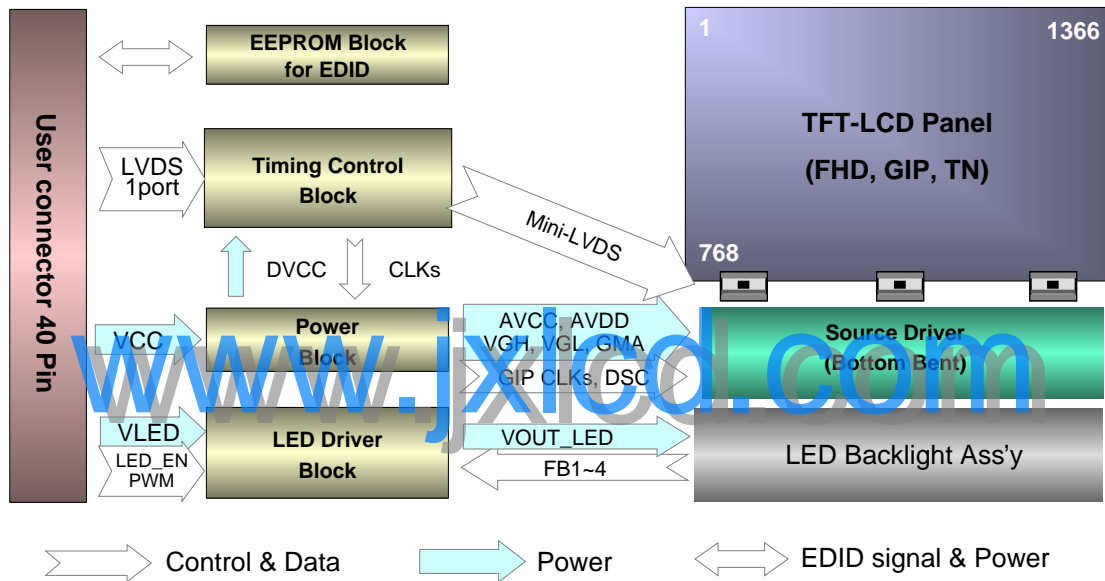 User connector 40 Pin
EEPROM Block
for EDID
LVDS
1port
Timing Control
Block
Mini-LVDS
DVCC
CLKs
1
1366
TFT-LCD Panel
(FHD, GIP, TN)
768
VCC
Power
Block
AVCC, AVDD
VGH, VGL, GMA
GIP CLKs, DSC
Source Driver
(Bottom Bent)
www.jxlcd.com
VLED
LED_EN
PWM
LED Driver
Block
VOUT_LED
FB1~4
LED Backlight Ass'y
Control & Data
Power
EDID signal & Power